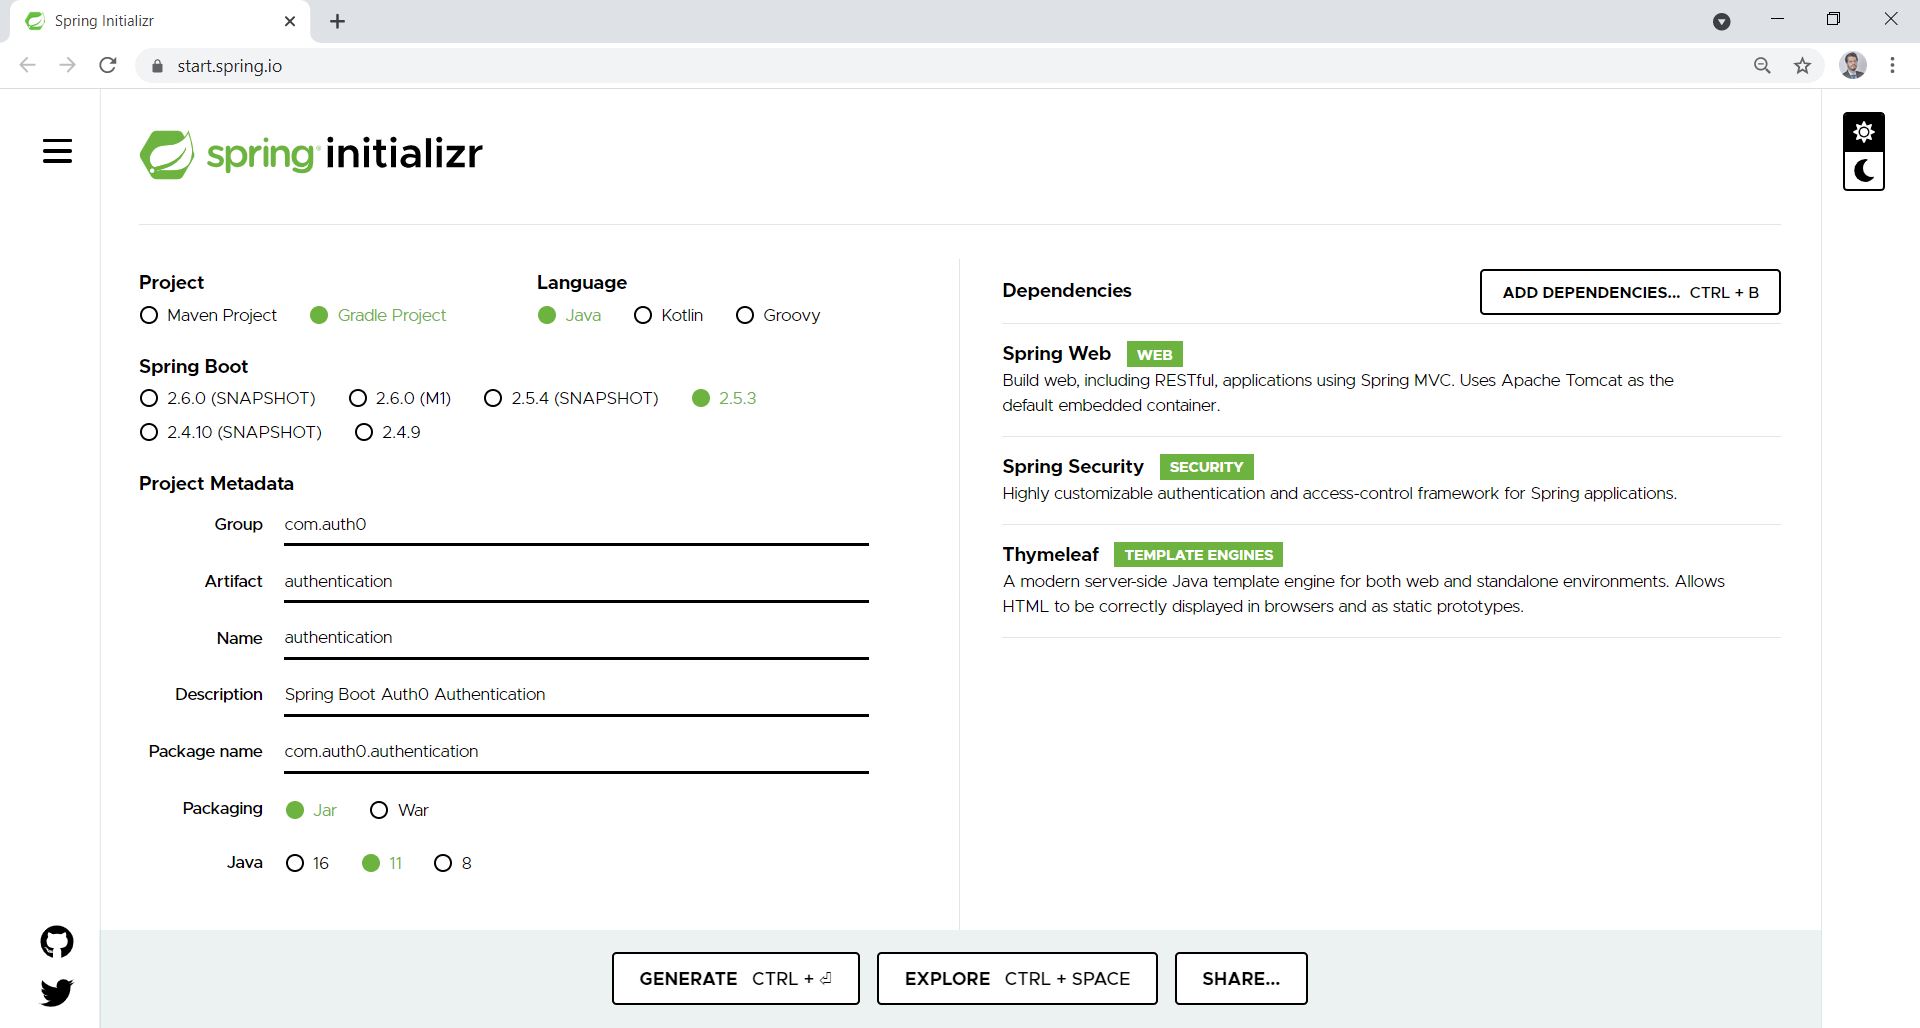 Spring Initializr
start.spring.io
spring initializr
Project
Maven Project Gradle Project
Language
Java Kotlin Groovy
Spring Boot
2.6.0 (SNAPSHOT) 2.6.0 (M1) 2.5.4 (SNAPSHOT) 2.5.3
2.4.10 (SNAPSHOT) 2.4.9
Project Metadata
Group com.auth0
Artifact authentication
Name authentication
Description Spring Boot Auth0 Authentication
Package name com.auth0.authentication
Packaging Jar War
Java 16 11 8
Dependencies
ADD DEPENDENCIES... CTRL + B
Spring Web WEB
Build web, including RESTful, applications using Spring MVC. Uses Apache Tomcat as the
default embedded container.
Spring Security SECURITY
Highly customizable authentication and access-control framework for Spring applications.
Thymeleaf TEMPLATE ENGINES
A modern server-side Java template engine for both web and standalone environments. Allows
HTML to be correctly displayed in browsers and as static prototypes.
GENERATE CTRL + ⏎
EXPLORE CTRL + SPACE
SHARE...